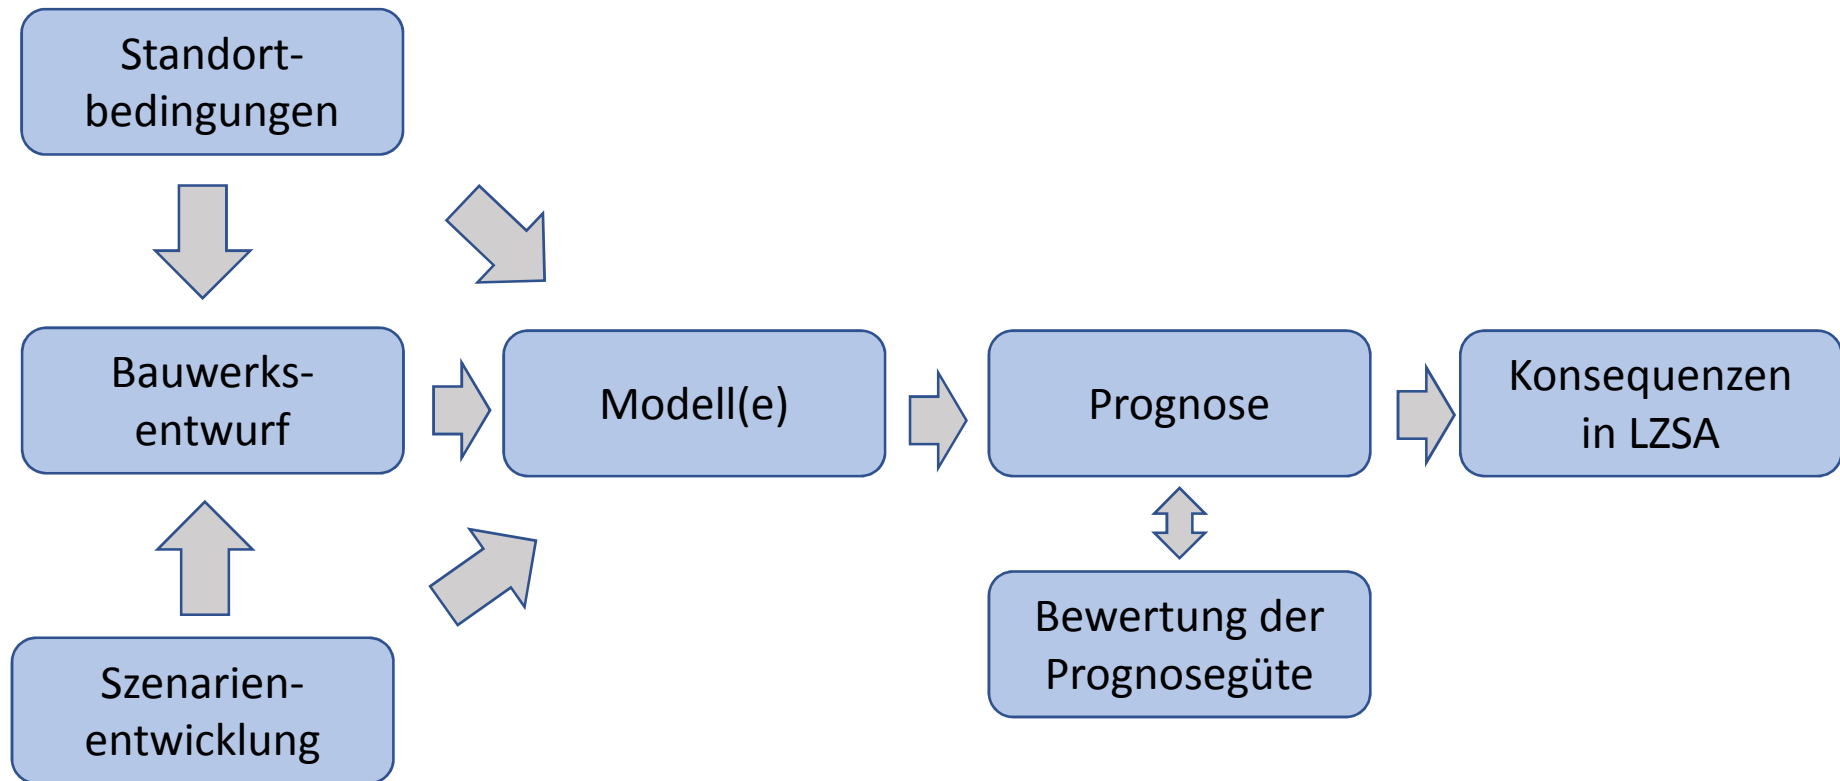 Standort-
bedingungen
Bauwerks-
entwurf
Modell(e)
Prognose
Konsequenzen
in LZSA
Bewertung der
Prognosegüte
Szenarien-
entwicklung